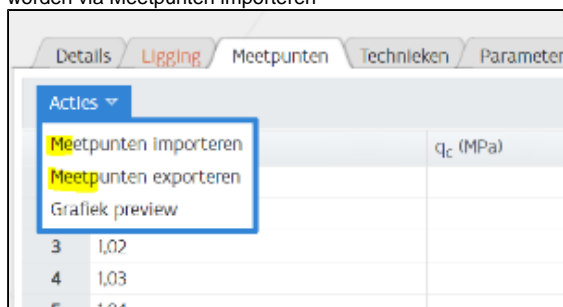 worden via Meetpunten importeren
Details Ligging Meetpunten Technieken Parameter
Acties
Meetpunten importeren
qc (MPa)
Meetpunten exporteren
Grafiek preview
3 1,02
4 1,03